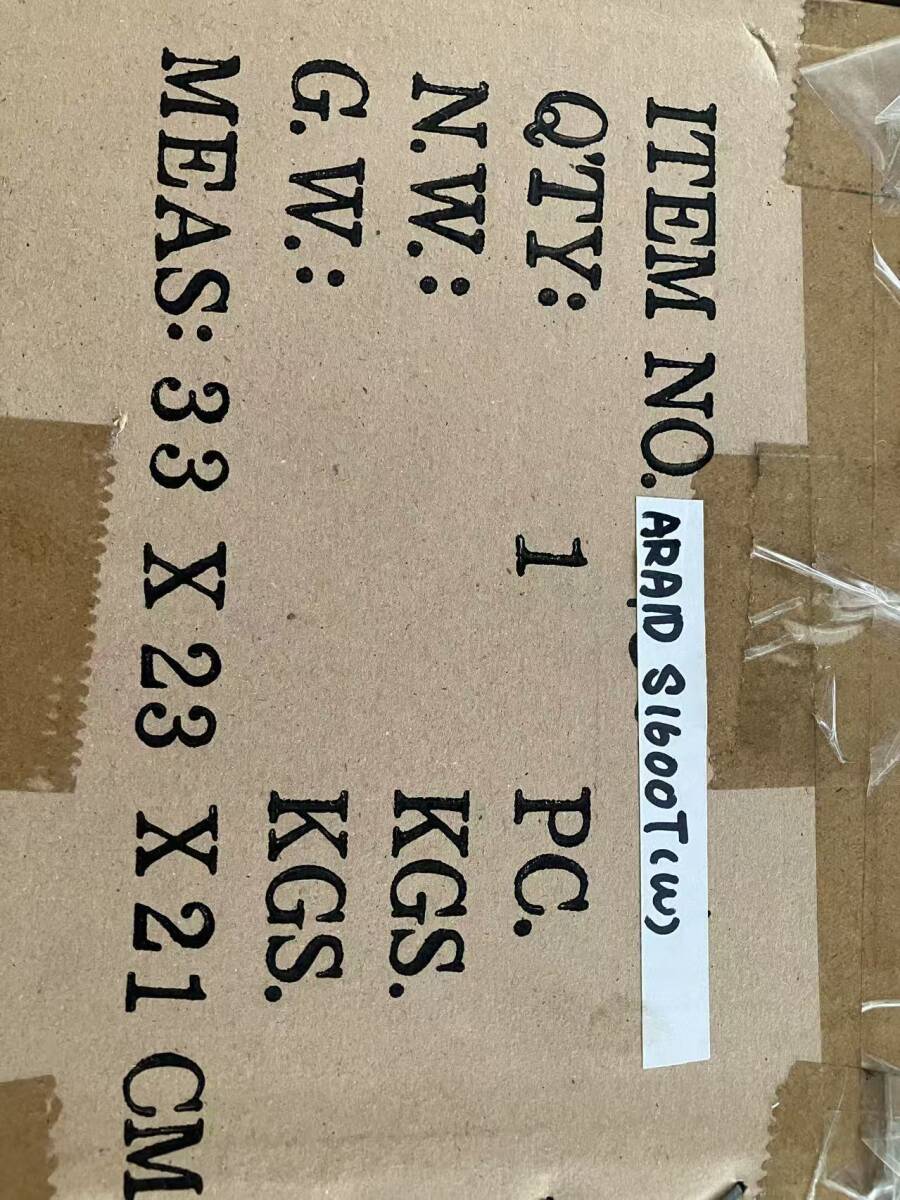 ITEM NO. ARAD S1600T(W)
Q'TY: 1 PC.
N.W.: KGS.
G.W.: KGS.
MEAS: 33 X 23 X 21 CM